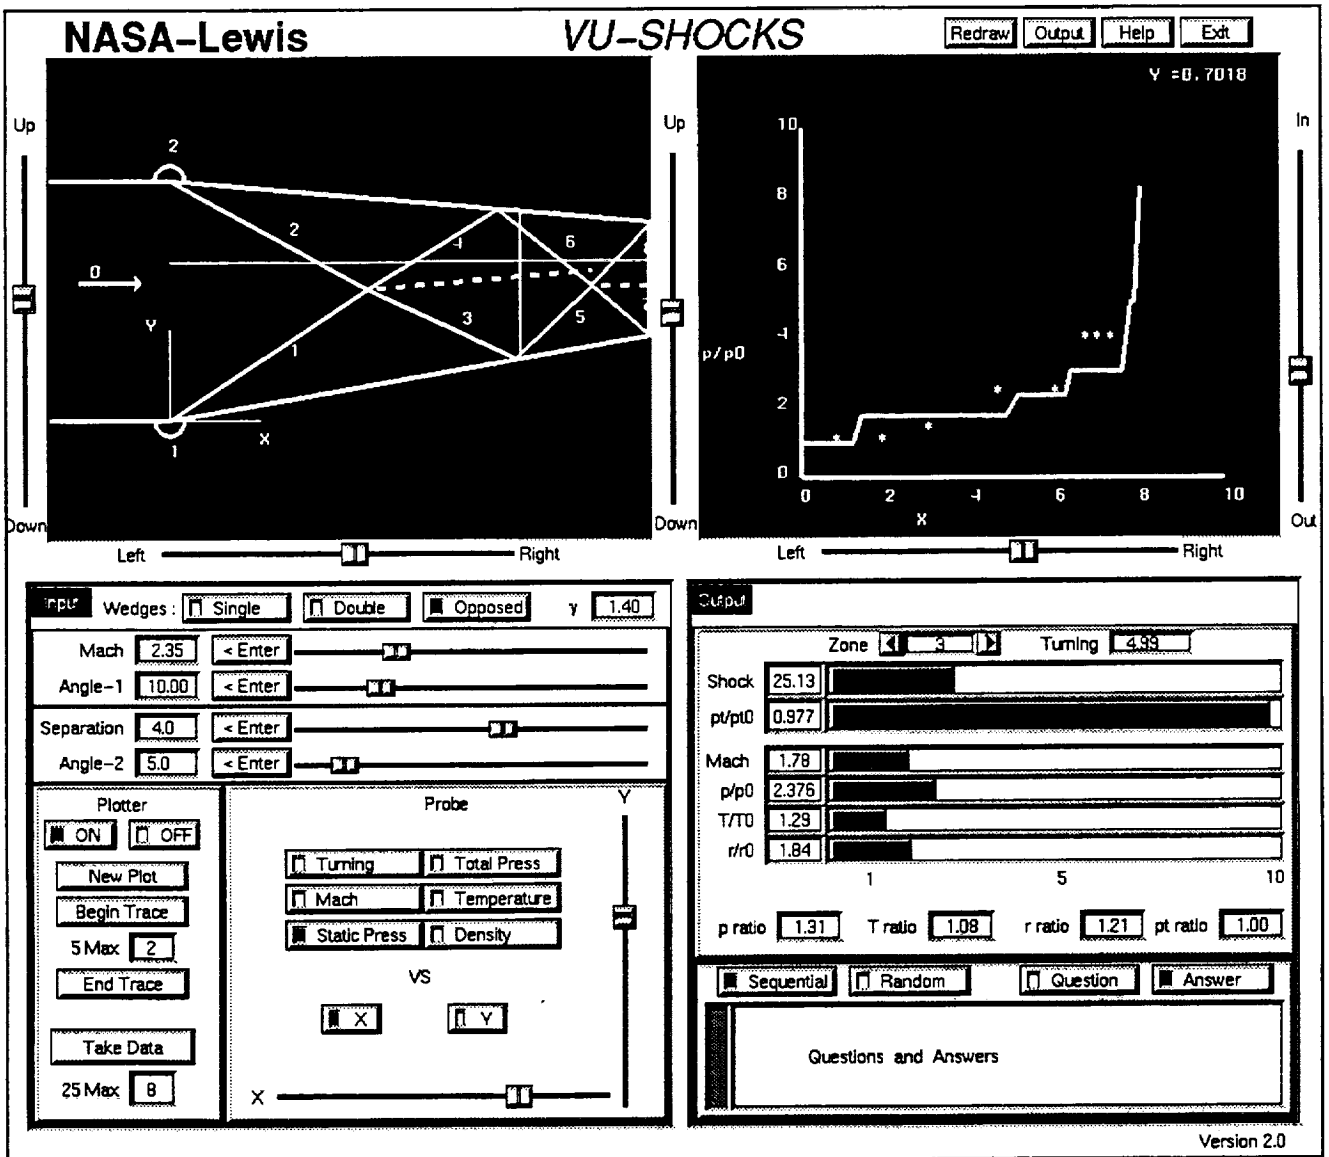 NASA-Lewis
VU-SHOCKS
Redraw Output Help Exit
Up
Down
Left Right
2
2
4
6
0
Y
1
3
5
X
1
Up
Down
Y =0.7018
10
8
6
4
p/p0
2
0
0 2 4 6 8 10
X
In
Out
Left Right
Input Wedges : Single Double Opposed γ 1.40
Mach 2.35 < Enter
Angle-1 10.00 < Enter
Separation 4.0 < Enter
Angle-2 5.0 < Enter
Plotter
ON OFF
New Plot
Begin Trace
5 Max 2
End Trace
Take Data
25 Max 8
Probe
Y
Turning Total Press
Mach Temperature
Static Press Density
VS
X Y
X
Output
Zone 3 Turning 4.99
Shock 25.13
pt/pt0 0.977
Mach 1.78
p/p0 2.376
T/T0 1.29
r/r0 1.84
1 5 10
p ratio 1.31 T ratio 1.08 r ratio 1.21 pt ratio 1.00
Sequential Random Question Answer
Questions and Answers
Version 2.0